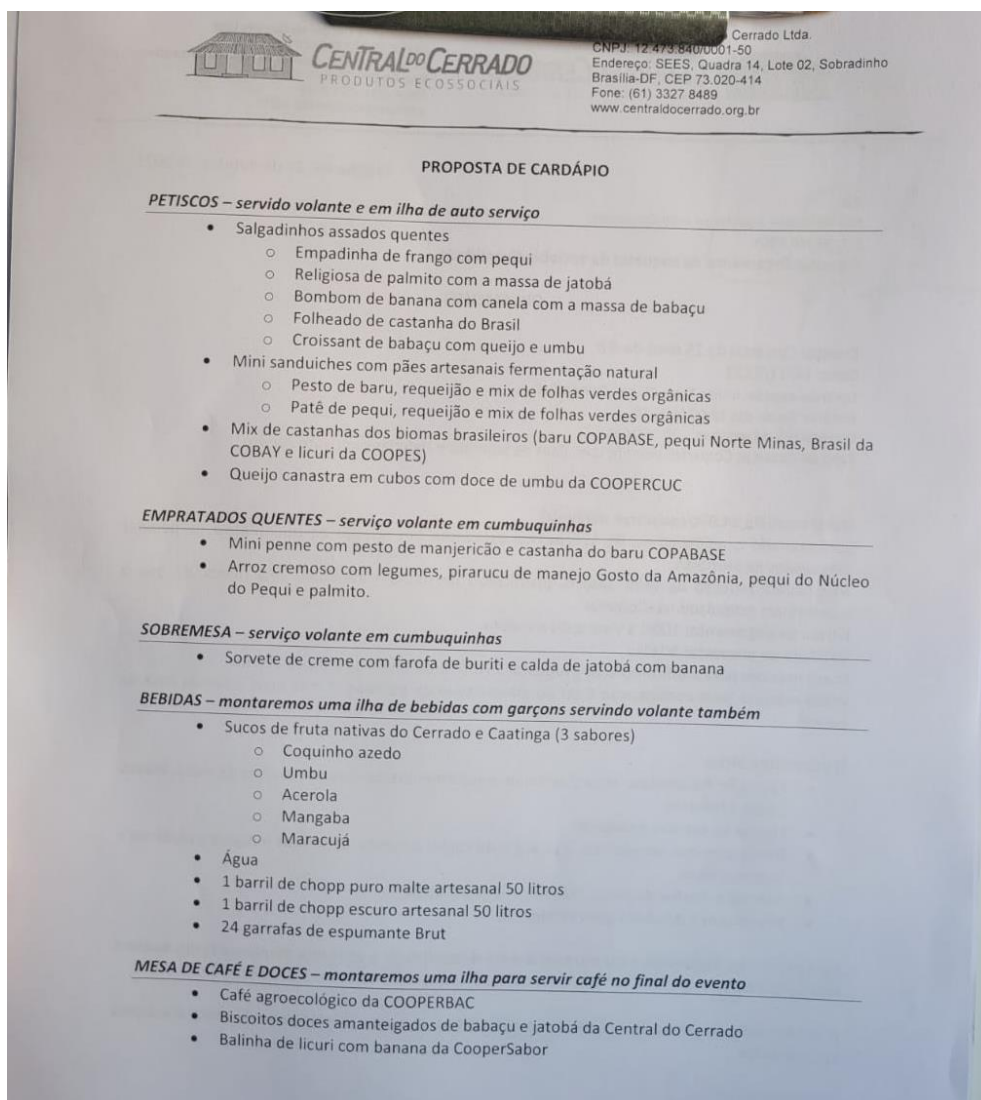 CENTRAL DO CERRADO
PRODUTOS ECOSSOCIAIS
Cerrado Ltda.
CNPJ: 12.473.840/0001-50
Endereço: SEES, Quadra 14, Lote 02, Sobradinho
Brasília-DF, CEP 73.020-414
Fone: (61) 3327 8489
www.centraldocerrado.org.br
PROPOSTA DE CARDÁPIO
PETISCOS – servido volante e em ilha de auto serviço
• Salgadinhos assados quentes
○ Empadinha de frango com pequi
○ Religiosa de palmito com a massa de jatobá
○ Bombom de banana com canela com a massa de babaçu
○ Folheado de castanha do Brasil
○ Croissant de babaçu com queijo e umbu
• Mini sanduiches com pães artesanais fermentação natural
○ Pesto de baru, requeijão e mix de folhas verdes orgânicas
○ Patê de pequi, requeijão e mix de folhas verdes orgânicas
• Mix de castanhas dos biomas brasileiros (baru COPABASE, pequi Norte Minas, Brasil da
COBAY e licuri da COOPES)
• Queijo canastra em cubos com doce de umbu da COOPERCUC
EMPRATADOS QUENTES – serviço volante em cumbuquinhas
• Mini penne com pesto de manjericão e castanha do baru COPABASE
• Arroz cremoso com legumes, pirarucu de manejo Gosto da Amazônia, pequi do Núcleo
do Pequi e palmito.
SOBREMESA – serviço volante em cumbuquinhas
• Sorvete de creme com farofa de buriti e calda de jatobá com banana
BEBIDAS – montaremos uma ilha de bebidas com garçons servindo volante também
• Sucos de fruta nativas do Cerrado e Caatinga (3 sabores)
○ Coquinho azedo
○ Umbu
○ Acerola
○ Mangaba
○ Maracujá
• Água
• 1 barril de chopp puro malte artesanal 50 litros
• 1 barril de chopp escuro artesanal 50 litros
• 24 garrafas de espumante Brut
MESA DE CAFÉ E DOCES – montaremos uma ilha para servir café no final do evento
• Café agroecológico da COOPERBAC
• Biscoitos doces amanteigados de babaçu e jatobá da Central do Cerrado
• Balinha de licuri com banana da CooperSabor